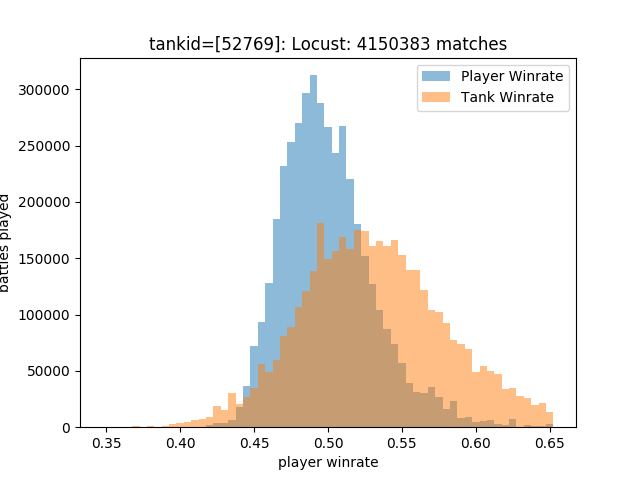 tankid=[52769]: Locust: 4150383 matches
Player Winrate
Tank Winrate
300000
250000
200000
150000
100000
50000
0
battles played
0.35 0.40 0.45 0.50 0.55 0.60 0.65
player winrate